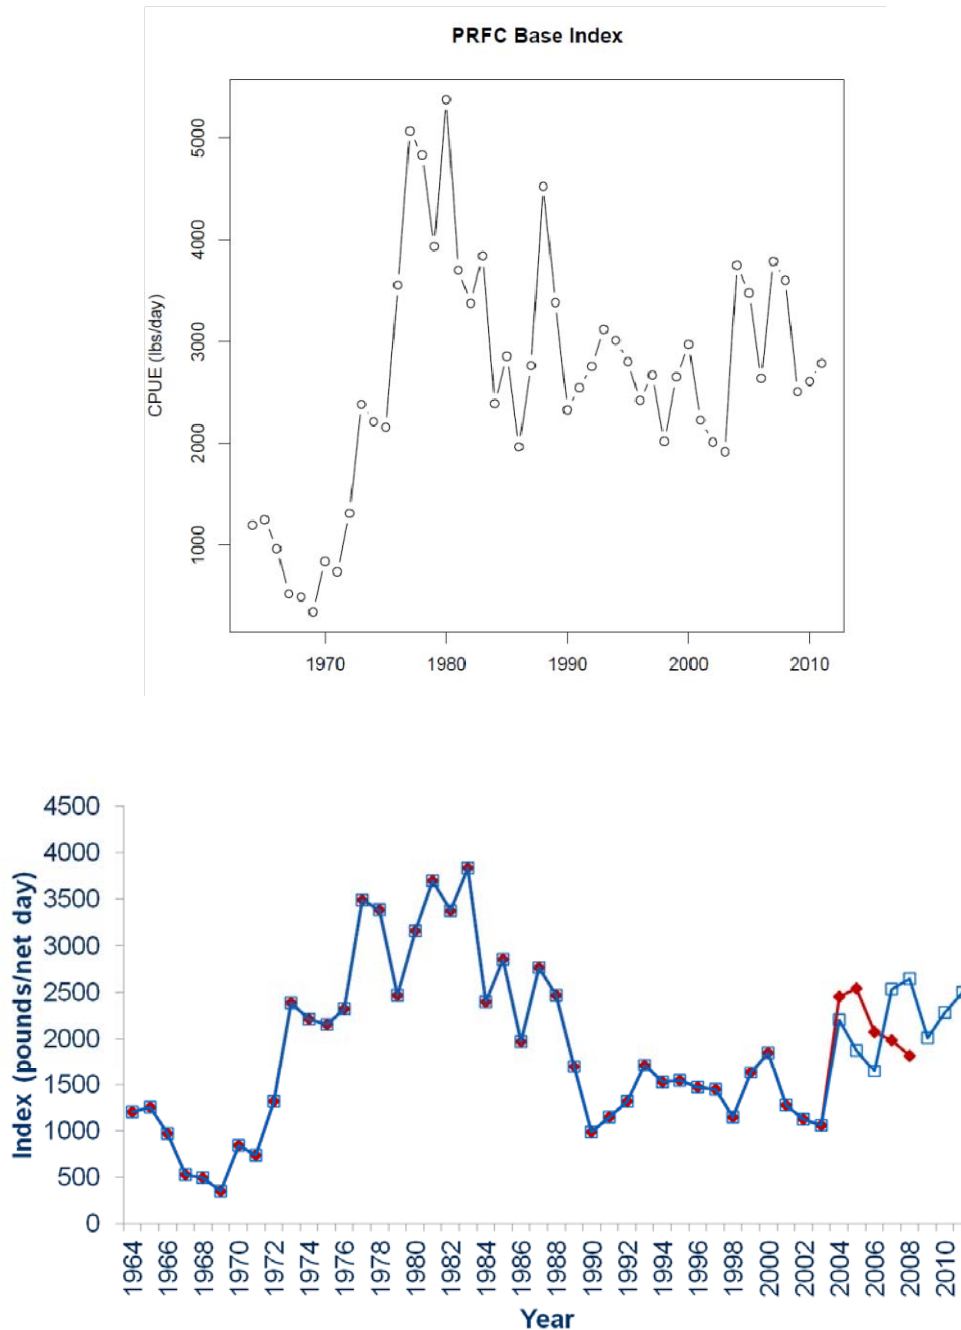 PRFC Base Index
CPUE (lbs/day)
5000
4000
3000
2000
1000
1970 1980 1990 2000 2010
Index (pounds/net day)
4500
4000
3500
3000
2500
2000
1500
1000
500
0
1964 1966 1968 1970 1972 1974 1976 1978 1980 1982 1984 1986 1988 1990 1992 1994 1996 1998 2000 2002 2004 2006 2008 2010
Year